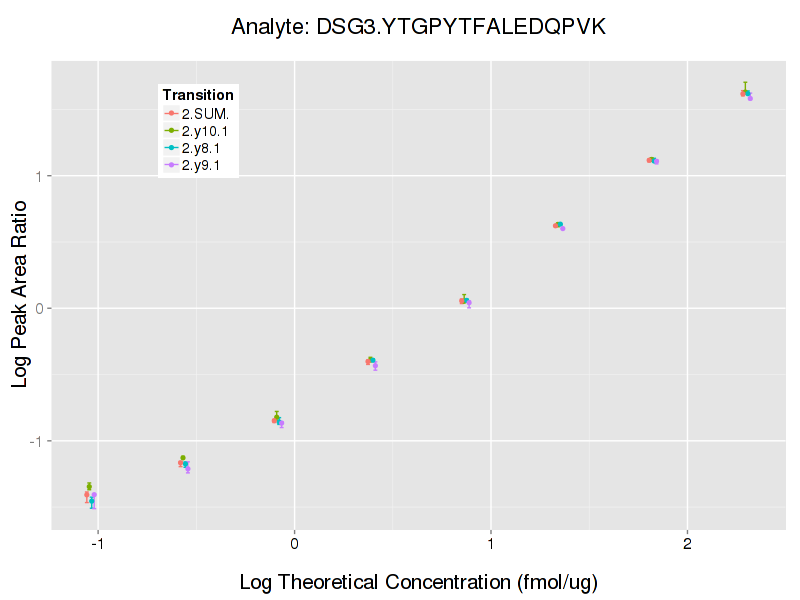 Analyte: DSG3.YTGPYTFALEDQPVK
Transition
2.SUM.
2.y10.1
2.y8.1
2.y9.1
Log Peak Area Ratio
1
0
-1
-1 0 1 2
Log Theoretical Concentration (fmol/ug)